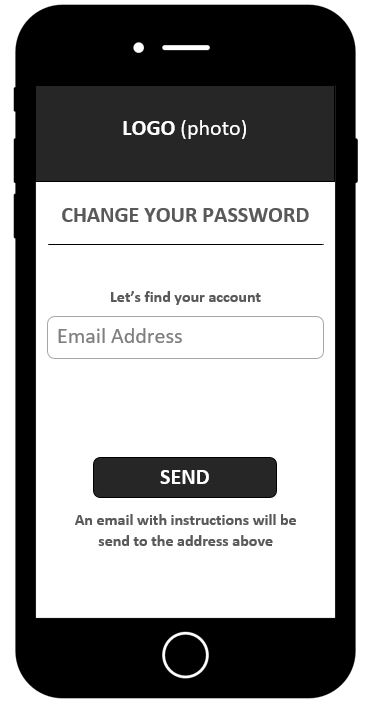 LOGO (photo)
CHANGE YOUR PASSWORD
Let's find your account
Email Address
SEND
An email with instructions will be
send to the address above